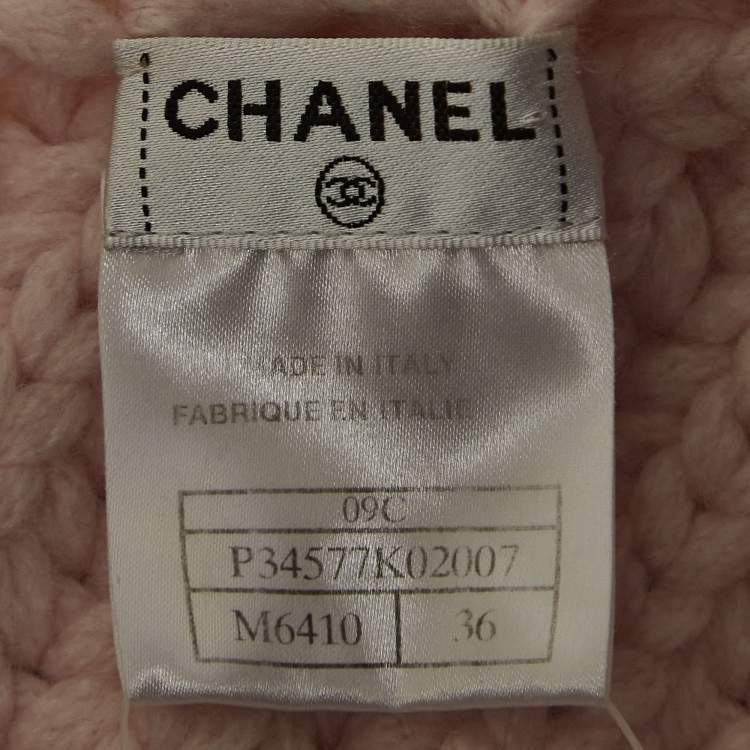 CHANEL
MADE IN ITALY
FABRIQUE EN ITALIE
09C
P34577K02007
M6410 36